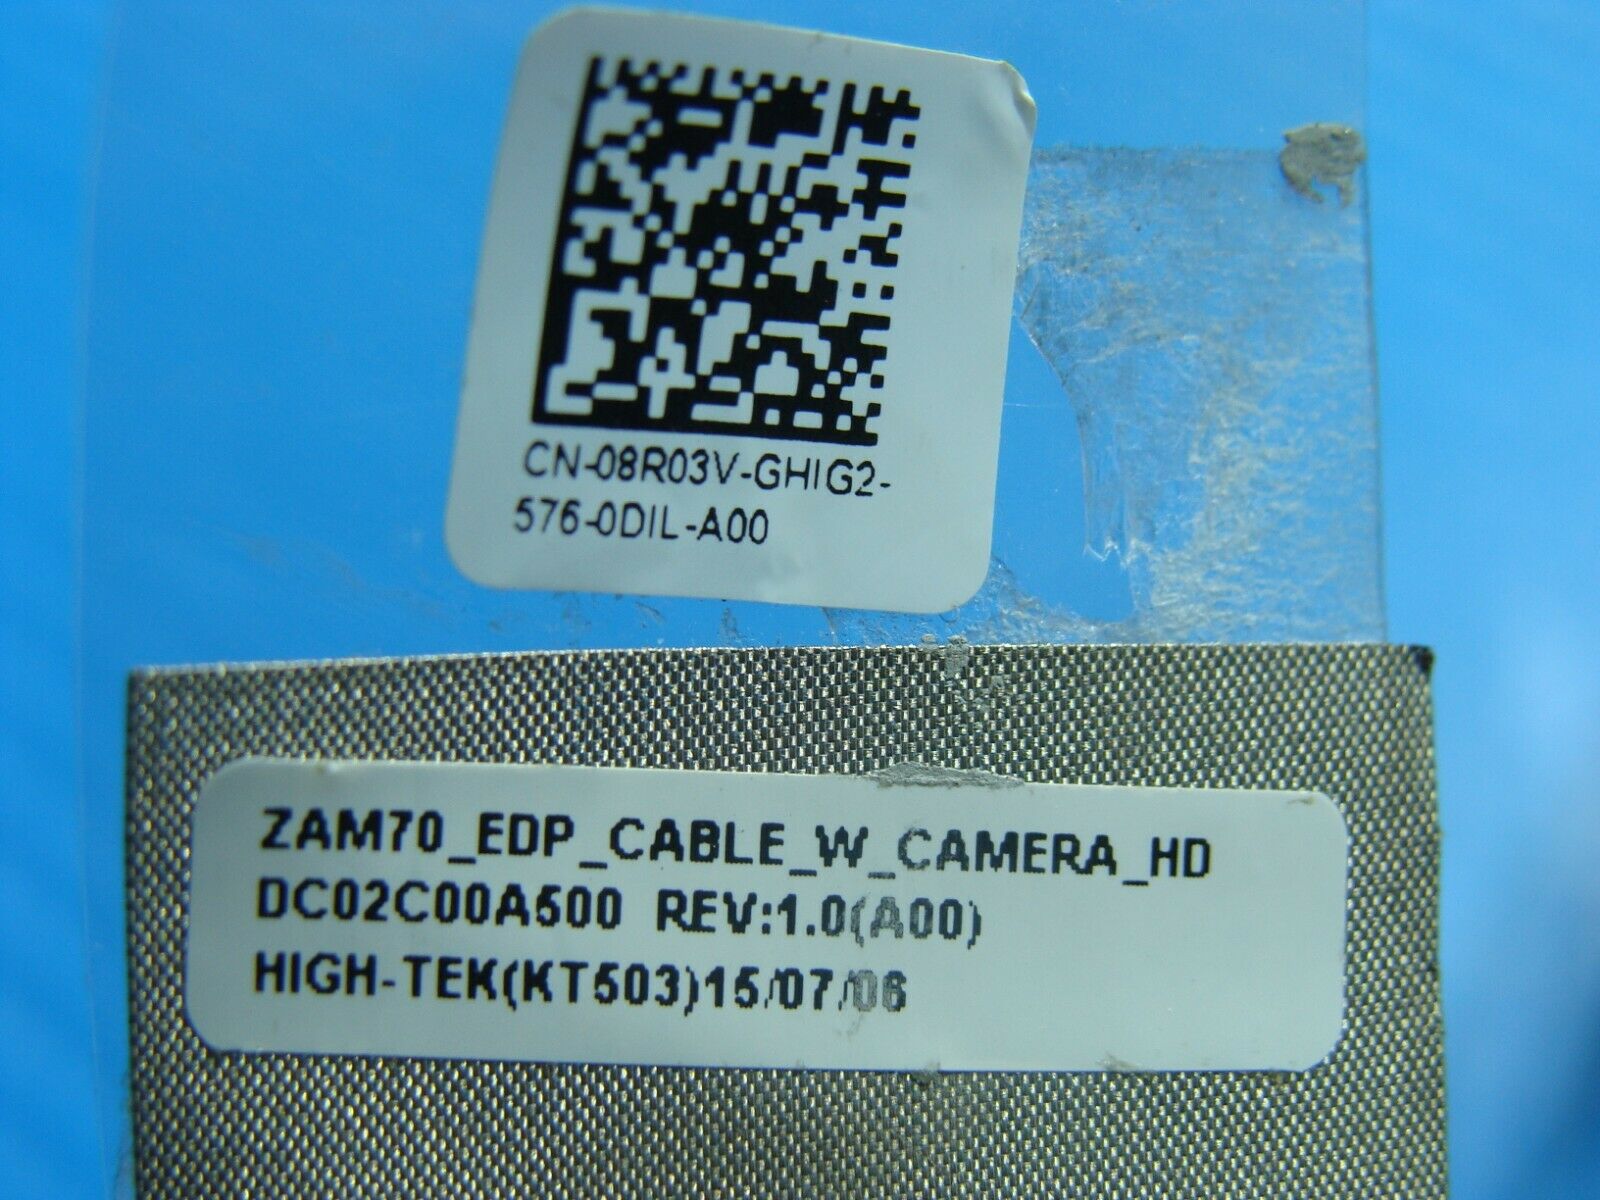 CN-08R03V-GHIG2-
576-0DIL-A00
ZAM70_EDP_CABLE_W_CAMERA_HD
DC02C00A500 REV:1.0(A00)
HIGH-TEK(KT503)15/07/06